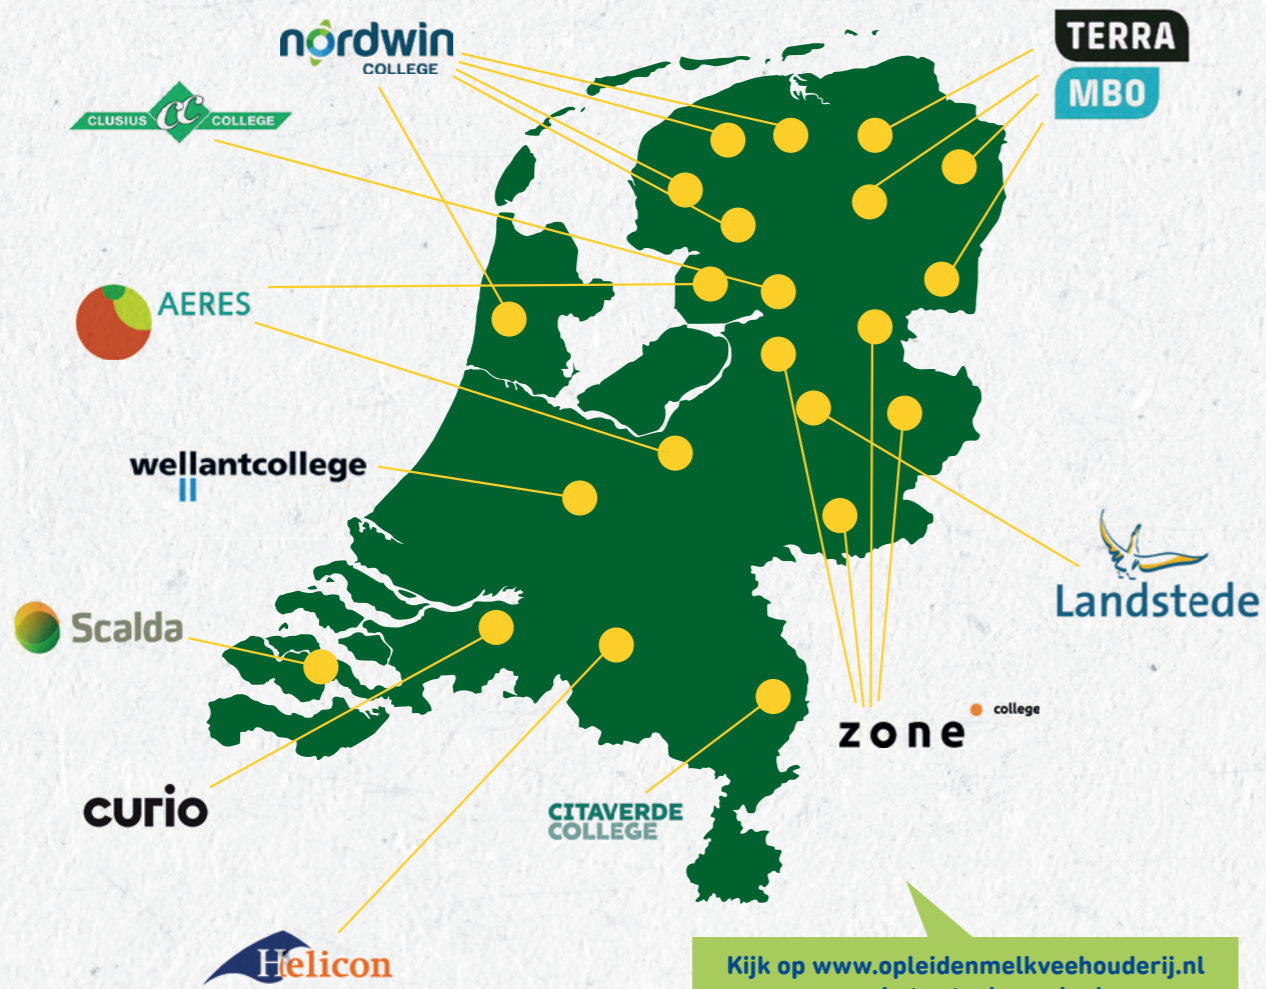 nordwin
COLLEGE
TERRA
MBO
CLUSIUS CC COLLEGE
AERES
wellantcollege
Landstede
Scalda
zone college
curio
CITAVERDE
COLLEGE
Helicon
Kijk op www.opleidenmelkveehouderij.nl